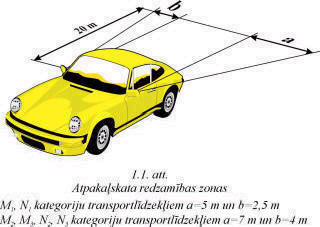 20 m
b
a
1.1. att.
Atpakaļskata redzamības zonas
M₁, N₁ kategoriju transportlīdzekļiem a=5 m un b=2,5 m
M₂, M₃, N₂, N₃ kategoriju transportlīdzekļiem a=7 m un b=4 m